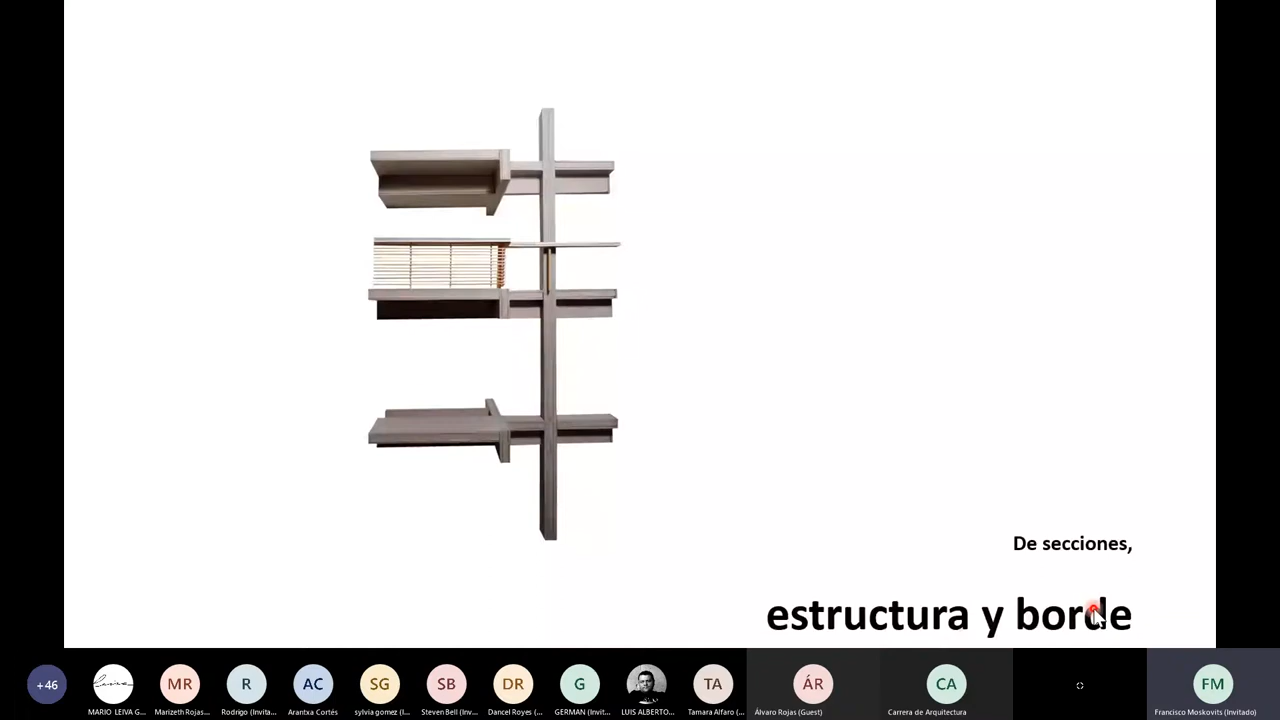 De secciones,
estructura y borde
+46
MR
R
AC
SG
SB
DR
G
TA
ÁR
CA
FM
MARIO LEIVA G...
Marizeth Rojas...
Rodrigo (Invita...
Arantxa Cortés
sylvia gomez (I...
Steven Bell (Inv...
Dancel Royes (...
GERMAN (Invit...
LUIS ALBERTO...
Tamara Alfaro (...
Álvaro Rojas (Guest)
Carrera de Arquitectura
Francisco Moskovits (Invitado)